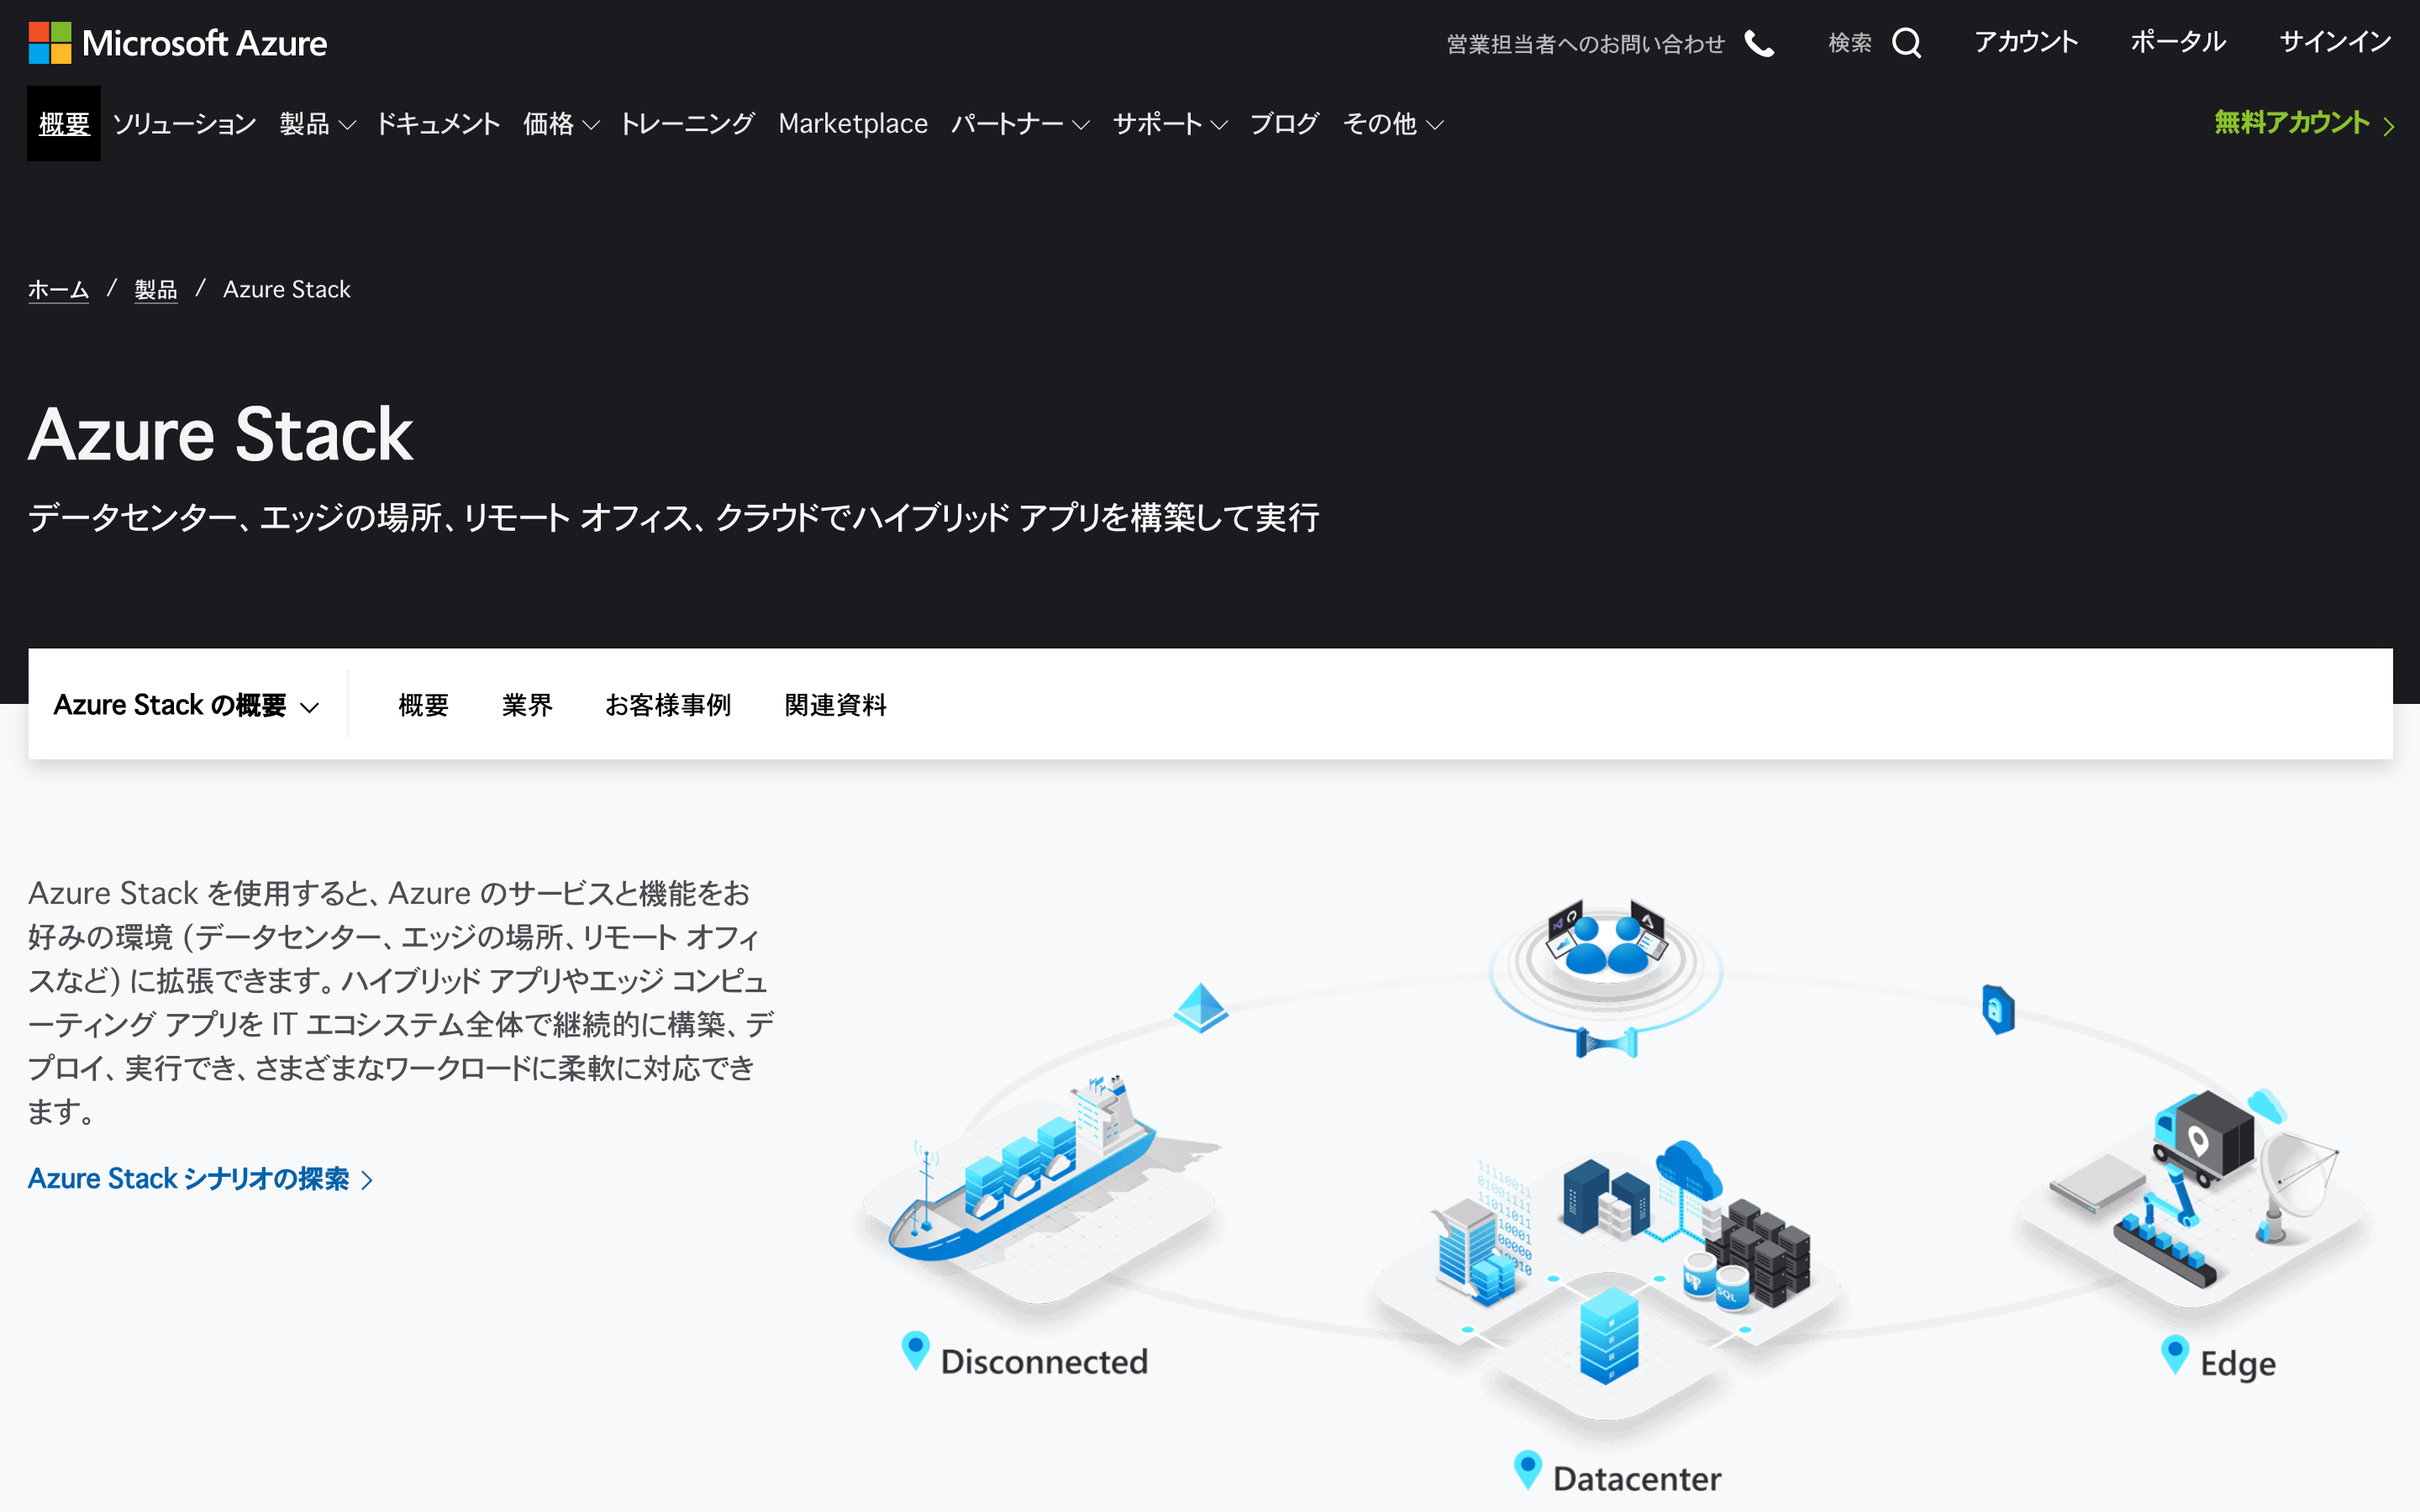 Microsoft Azure
営業担当者へのお問い合わせ
検索
アカウント
ポータル
サインイン
概要 ソリューション 製品 ドキュメント 価格 トレーニング Marketplace パートナー サポート ブログ その他
無料アカウント
ホーム / 製品 / Azure Stack
Azure Stack
データセンター、エッジの場所、リモート オフィス、クラウドでハイブリッド アプリを構築して実行
Azure Stack の概要
概要 業界 お客様事例 関連資料
Azure Stack を使用すると、Azure のサービスと機能をお
好みの環境 (データセンター、エッジの場所、リモート オフィ
スなど) に拡張できます。ハイブリッド アプリやエッジ コンピュ
ーティング アプリを IT エコシステム全体で継続的に構築、デ
プロイ、実行でき、さまざまなワークロードに柔軟に対応でき
ます。
Azure Stack シナリオの探索
11110011
01001111
11011011
10001
00000
010
SQL
Disconnected
Edge
Datacenter